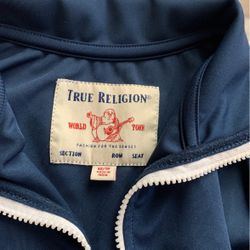 TRUE RELIGION®
WORLD TOUR
FASHION FOR THE SENSES
SECTION ROW SEAT